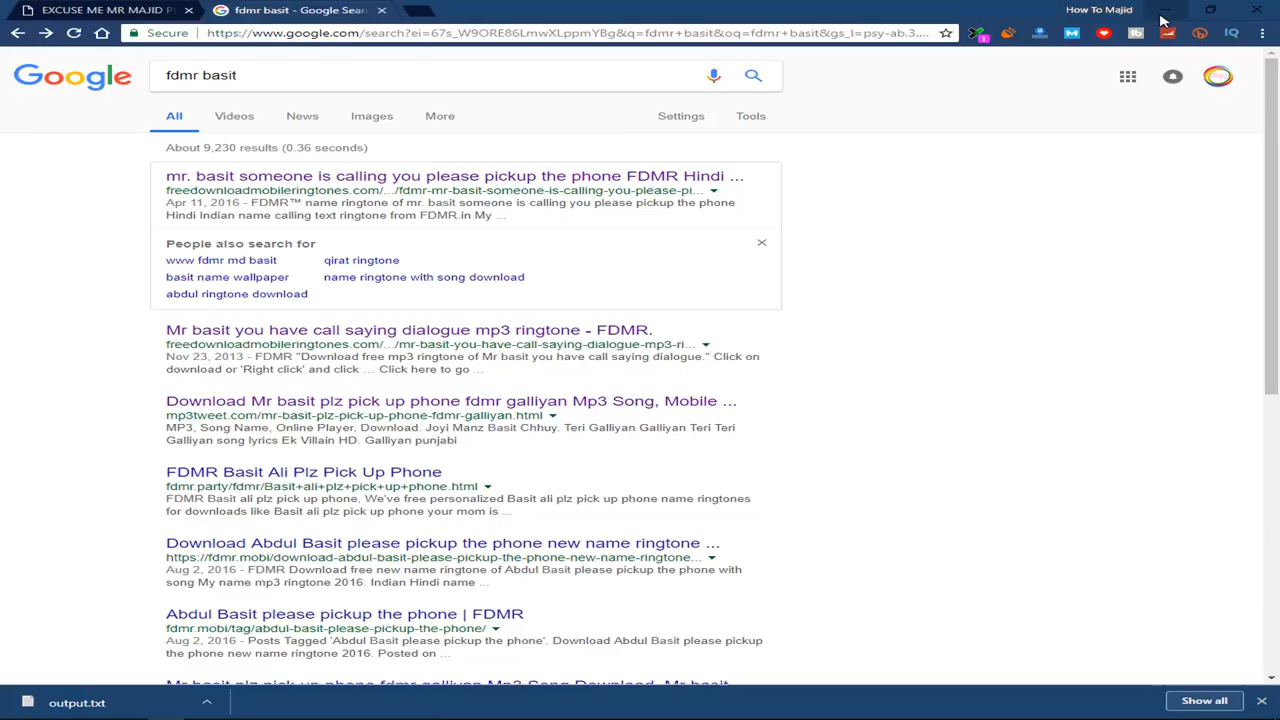 EXCUSE ME MR MAJID P
fdmr basit - Google Sear
How To Majid
Secure
https://www.google.com/search?ei=67s_W9ORE86LmwXLppmYBg&q=fdmr+basit&oq=fdmr+basit&gs_l=psy-ab.3....
1
Google
fdmr basit
All
Videos
News
Images
More
Settings
Tools
About 9,230 results (0.36 seconds)
mr. basit someone is calling you please pickup the phone FDMR Hindi ...
freedownloadmobileringtones.com/.../fdmr-mr-basit-someone-is-calling-you-please-pi...
Apr 11, 2016 - FDMR™ name ringtone of mr. basit someone is calling you please pickup the phone
Hindi Indian name calling text ringtone from FDMR.in My ...
People also search for
www fdmr md basit
qirat ringtone
basit name wallpaper
name ringtone with song download
abdul ringtone download
Mr basit you have call saying dialogue mp3 ringtone - FDMR.
freedownloadmobileringtones.com/.../mr-basit-you-have-call-saying-dialogue-mp3-ri...
Nov 23, 2013 - FDMR "Download free mp3 ringtone of Mr basit you have call saying dialogue." Click on
download or 'Right click' and click … Click here to go ...
Download Mr basit plz pick up phone fdmr galliyan Mp3 Song, Mobile ...
mp3tweet.com/mr-basit-plz-pick-up-phone-fdmr-galliyan.html
MP3, Song Name, Online Player, Download. Joyi Manz Basit Chhuy. Teri Galliyan Galliyan Teri Teri
Galliyan song lyrics Ek Villain HD. Galliyan punjabi
FDMR Basit Ali Plz Pick Up Phone
fdmr.party/fdmr/Basit+ali+plz+pick+up+phone.html
FDMR Basit ali plz pick up phone, We've free personalized Basit ali plz pick up phone name ringtones
for downloads like Basit ali plz pick up phone your mom is ...
Download Abdul Basit please pickup the phone new name ringtone ...
https://fdmr.mobi/download-abdul-basit-please-pickup-the-phone-new-name-ringtone...
Aug 2, 2016 - FDMR Download free new name ringtone of Abdul Basit please pickup the phone with
song My name mp3 ringtone 2016. Indian Hindi name ...
Abdul Basit please pickup the phone | FDMR
fdmr.mobi/tag/abdul-basit-please-pickup-the-phone/
Aug 2, 2016 - Posts Tagged 'Abdul Basit please pickup the phone'. Download Abdul Basit please pickup
the phone new name ringtone 2016. Posted on ...
Mr basit plz pick up phone fdmr galliyan Mp3 Song Download, Mr basit
output.txt
Show all